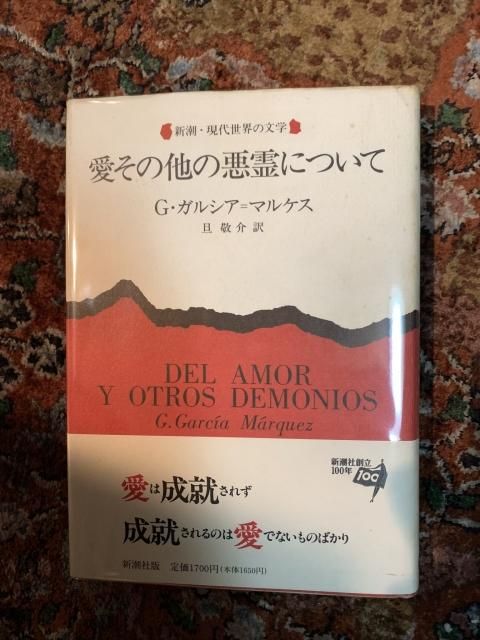 新潮・現代世界の文学
愛その他の悪霊について
G・ガルシア=マルケス
旦 敬介 訳
DEL AMOR
Y OTROS DEMONIOS
G. García Márquez
新潮社創立
100年
100
愛は成就されず
成就されるのは愛でないものばかり
新潮社版 定価1700円(本体1650円)